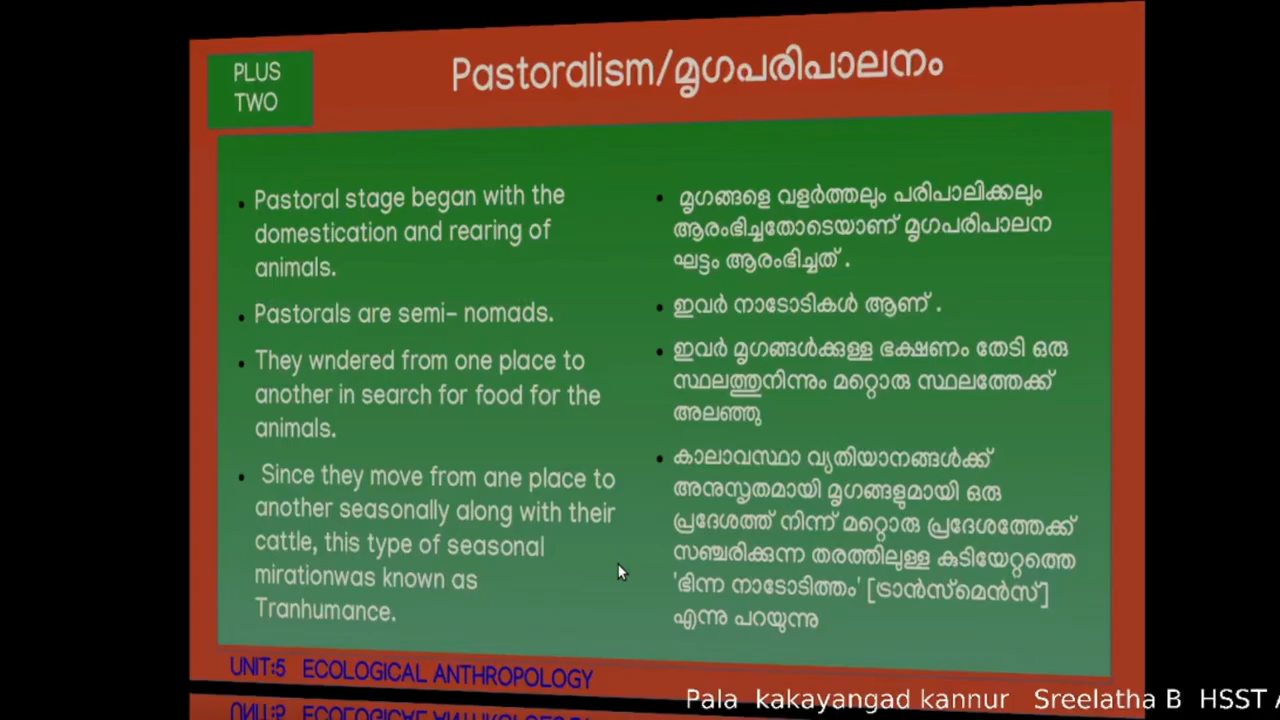 PLUS
TWO
Pastoralism/മൃഗപരിപാലനം
Pastoral stage began with the
domestication and rearing of
animals.
Pastorals are semi- nomads.
They wndered from one place to
another in search for food for the
animals.
Since they move from ane place to
another seasonally along with their
cattle, this type of seasonal
mirationwas known as
Tranhumance.
മൃഗങ്ങളെ വളർത്തലും പരിപാലിക്കലും
ആരംഭിച്ചതോടെയാണ് മൃഗപരിപാലന
ഘട്ടം ആരംഭിച്ചത് .
ഇവർ നാടോടികൾ ആണ് .
ഇവർ മൃഗങ്ങൾക്കുള്ള ഭക്ഷണം തേടി ഒരു
സ്ഥലത്തുനിന്നും മറ്റൊരു സ്ഥലത്തേക്ക്
അലഞ്ഞു
കാലാവസ്ഥാ വ്യതിയാനങ്ങൾക്ക്
അനുസൃതമായി മൃഗങ്ങളുമായി ഒരു
പ്രദേശത്ത് നിന്ന് മറ്റൊരു പ്രദേശത്തേക്ക്
സഞ്ചരിക്കുന്ന തരത്തിലുള്ള കുടിയേറ്റത്തെ
'ഭിന്ന നാടോടിത്തം' [ട്രാൻസ്മെൻസ്]
എന്നു പറയുന്നു
UNIT:5 ECOLOGICAL ANTHROPOLOGY
Pala kakayangad kannur Sreelatha B HSST